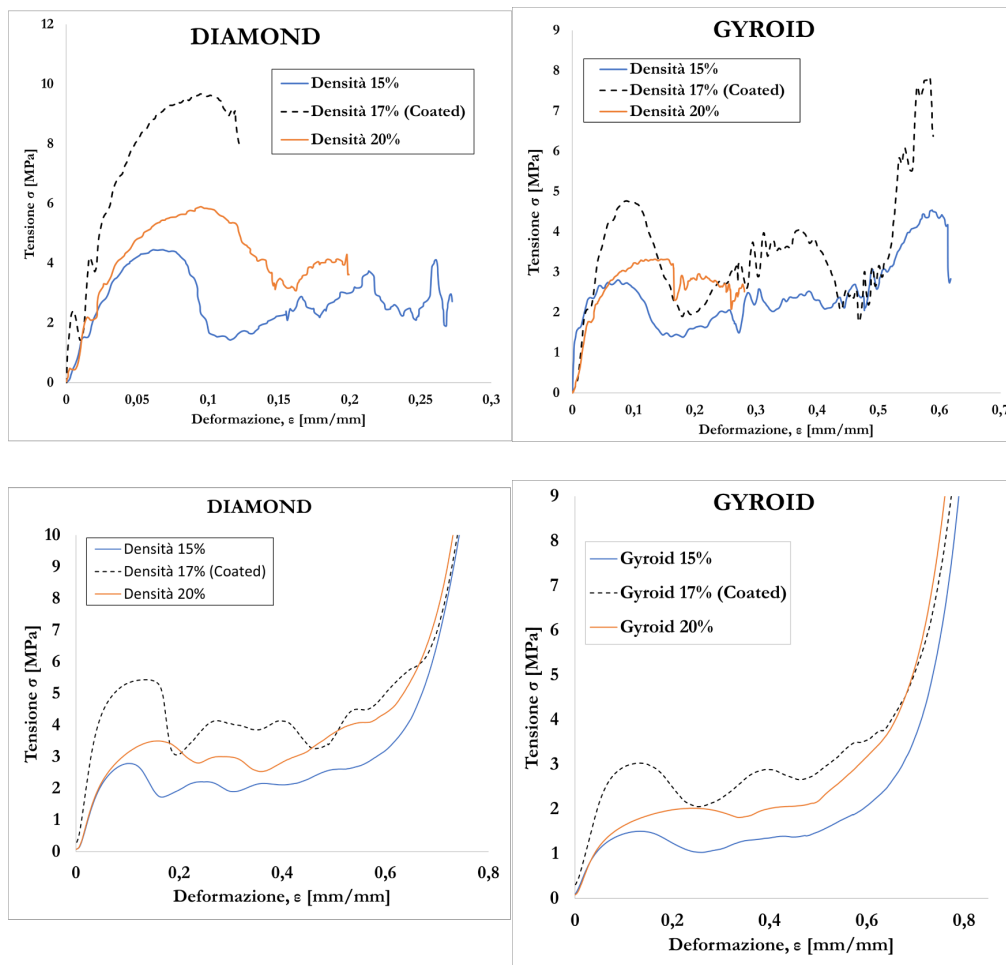 DIAMOND
Densità 15%
Densità 17% (Coated)
Densità 20%
Tensione σ [MPa]
12
10
8
6
4
2
0
0
0,05
0,1
0,15
0,2
0,25
0,3
Deformazione, ε [mm/mm]
GYROID
Densità 15%
Densità 17% (Coated)
Densità 20%
Tensione σ [MPa]
9
8
7
6
5
4
3
2
1
0
0
0,1
0,2
0,3
0,4
0,5
0,6
0,7
Deformazione, ε [mm/mm]
DIAMOND
Densità 15%
Densità 17% (Coated)
Densità 20%
Tensione σ [MPa]
10
9
8
7
6
5
4
3
2
1
0
0
0,2
0,4
0,6
0,8
Deformazione, ε [mm/mm]
GYROID
Gyroid 15%
Gyroid 17% (Coated)
Gyroid 20%
Tensione σ [MPa]
9
8
7
6
5
4
3
2
1
0
0
0,2
0,4
0,6
0,8
Deformazione, ε [mm/mm]